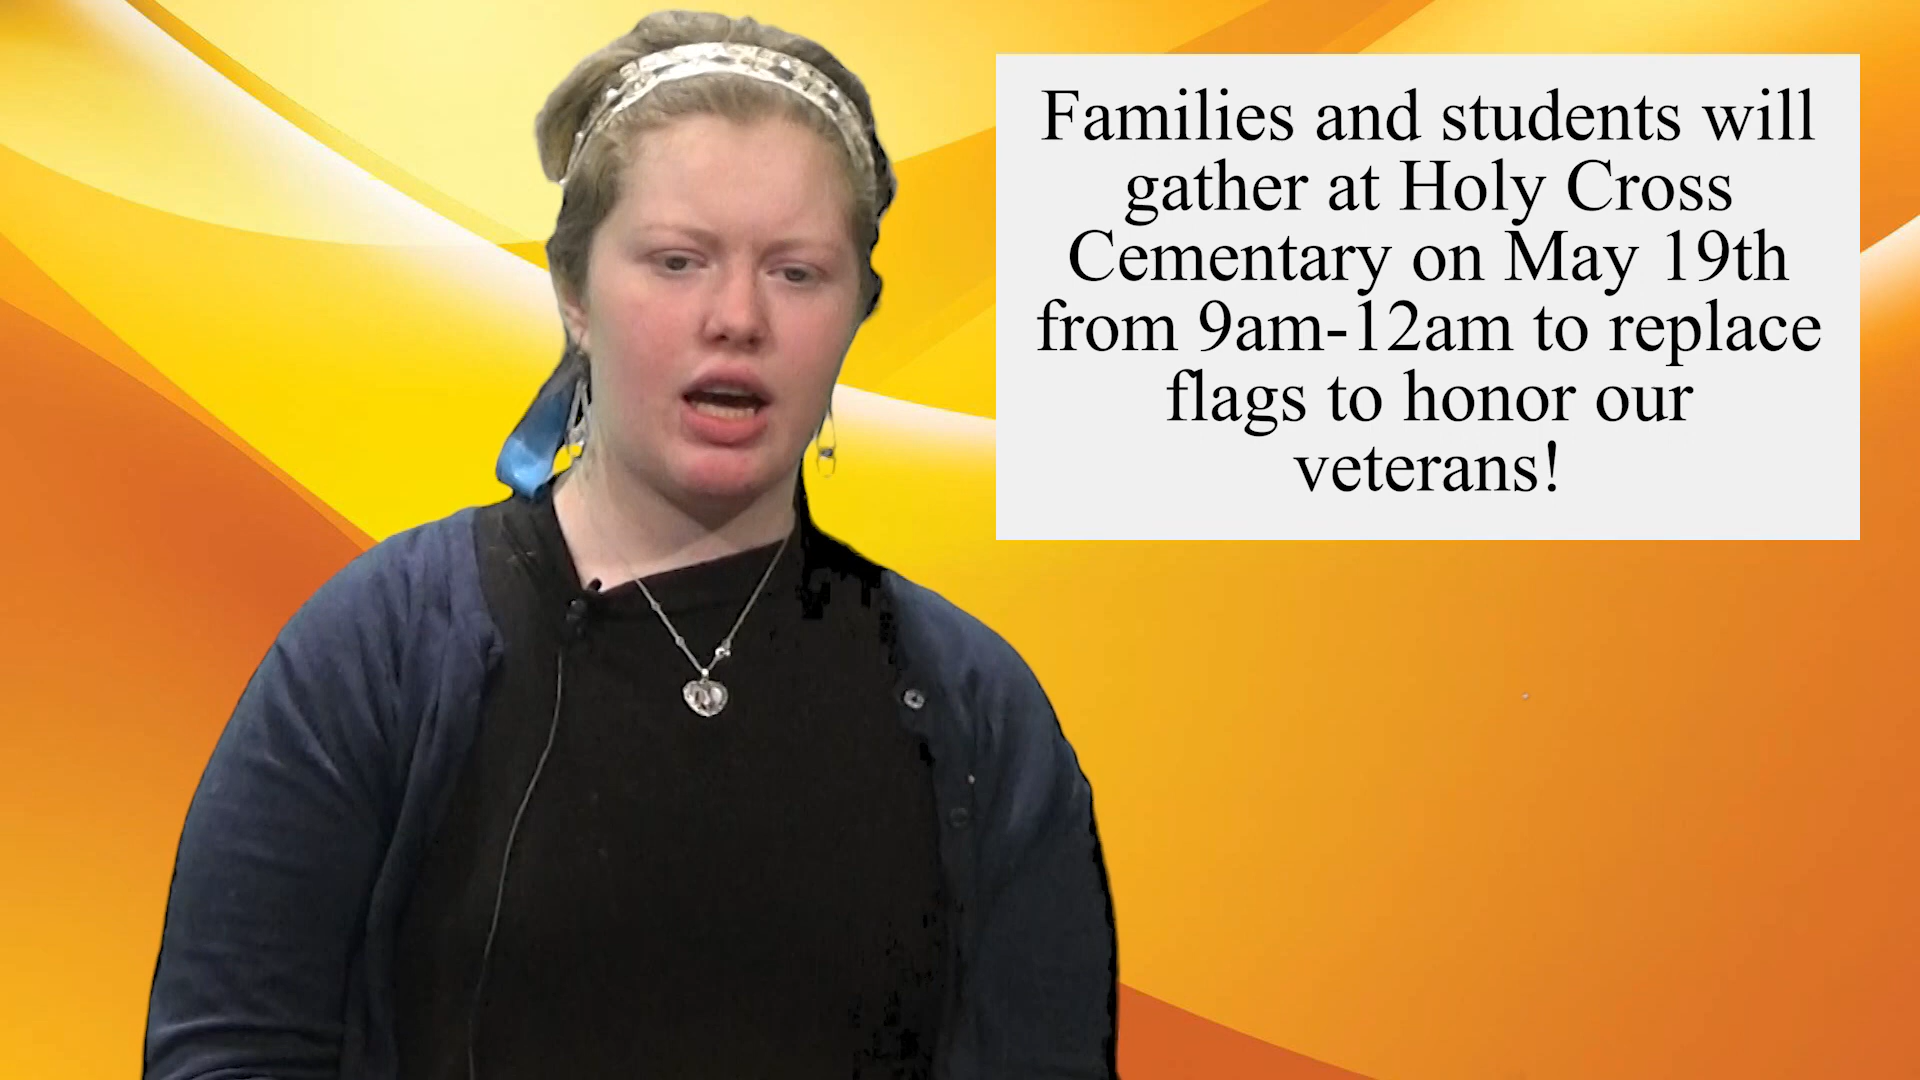 Families and students will
gather at Holy Cross
Cementary on May 19th
from 9am-12am to replace
flags to honor our
veterans!